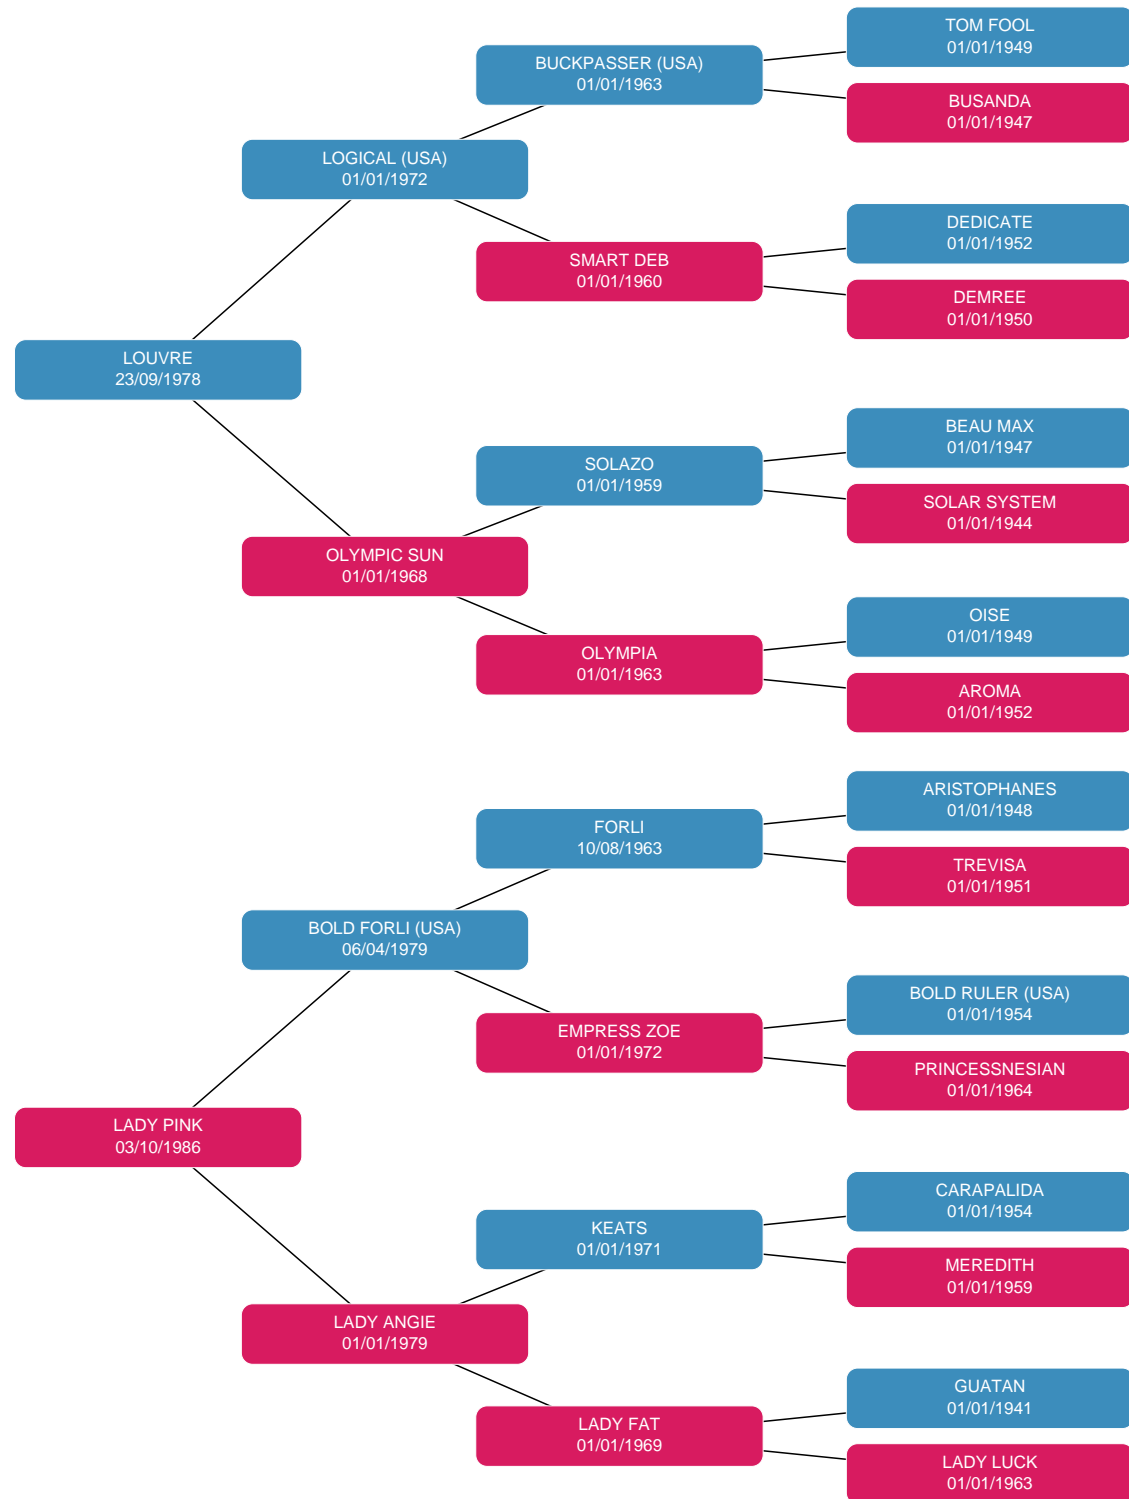 TOM FOOL
01/01/1949
BUCKPASSER (USA)
01/01/1963
BUSANDA
01/01/1947
LOGICAL (USA)
01/01/1972
DEDICATE
01/01/1952
SMART DEB
01/01/1960
DEMREE
01/01/1950
LOUVRE
23/09/1978
BEAU MAX
01/01/1947
SOLAZO
01/01/1959
SOLAR SYSTEM
01/01/1944
OLYMPIC SUN
01/01/1968
OISE
01/01/1949
OLYMPIA
01/01/1963
AROMA
01/01/1952
ARISTOPHANES
01/01/1948
FORLI
10/08/1963
TREVISA
01/01/1951
BOLD FORLI (USA)
06/04/1979
BOLD RULER (USA)
01/01/1954
EMPRESS ZOE
01/01/1972
PRINCESSNESIAN
01/01/1964
LADY PINK
03/10/1986
CARAPALIDA
01/01/1954
KEATS
01/01/1971
MEREDITH
01/01/1959
LADY ANGIE
01/01/1979
GUATAN
01/01/1941
LADY FAT
01/01/1969
LADY LUCK
01/01/1963